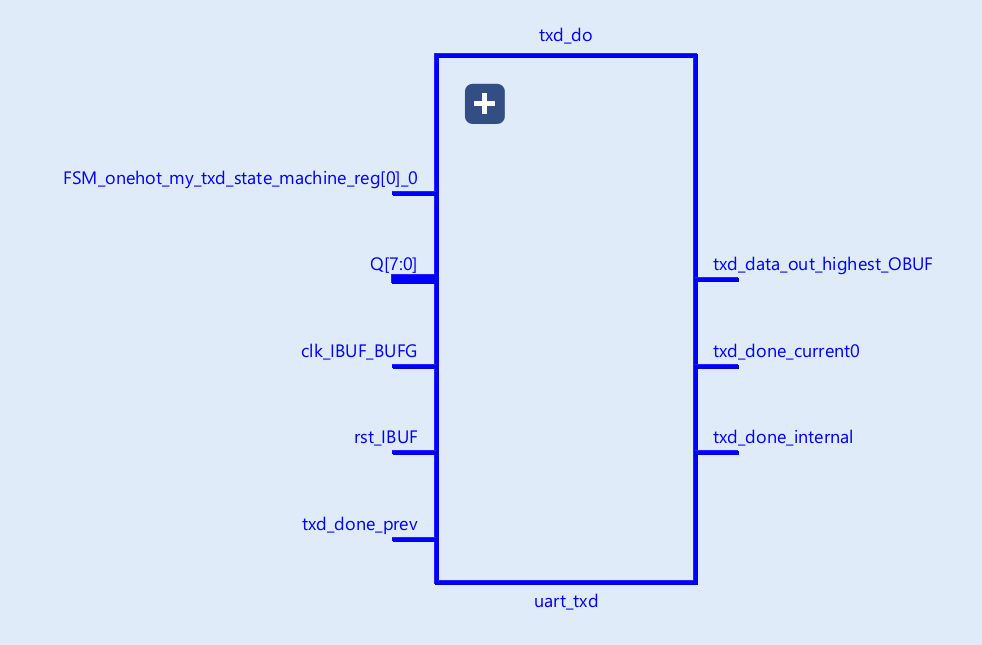 txd_do
FSM_onehot_my_txd_state_machine_reg[0]_0
Q[7:0]
txd_data_out_highest_OBUF
clk_IBUF_BUFG
txd_done_current0
rst_IBUF
txd_done_internal
txd_done_prev
uart_txd